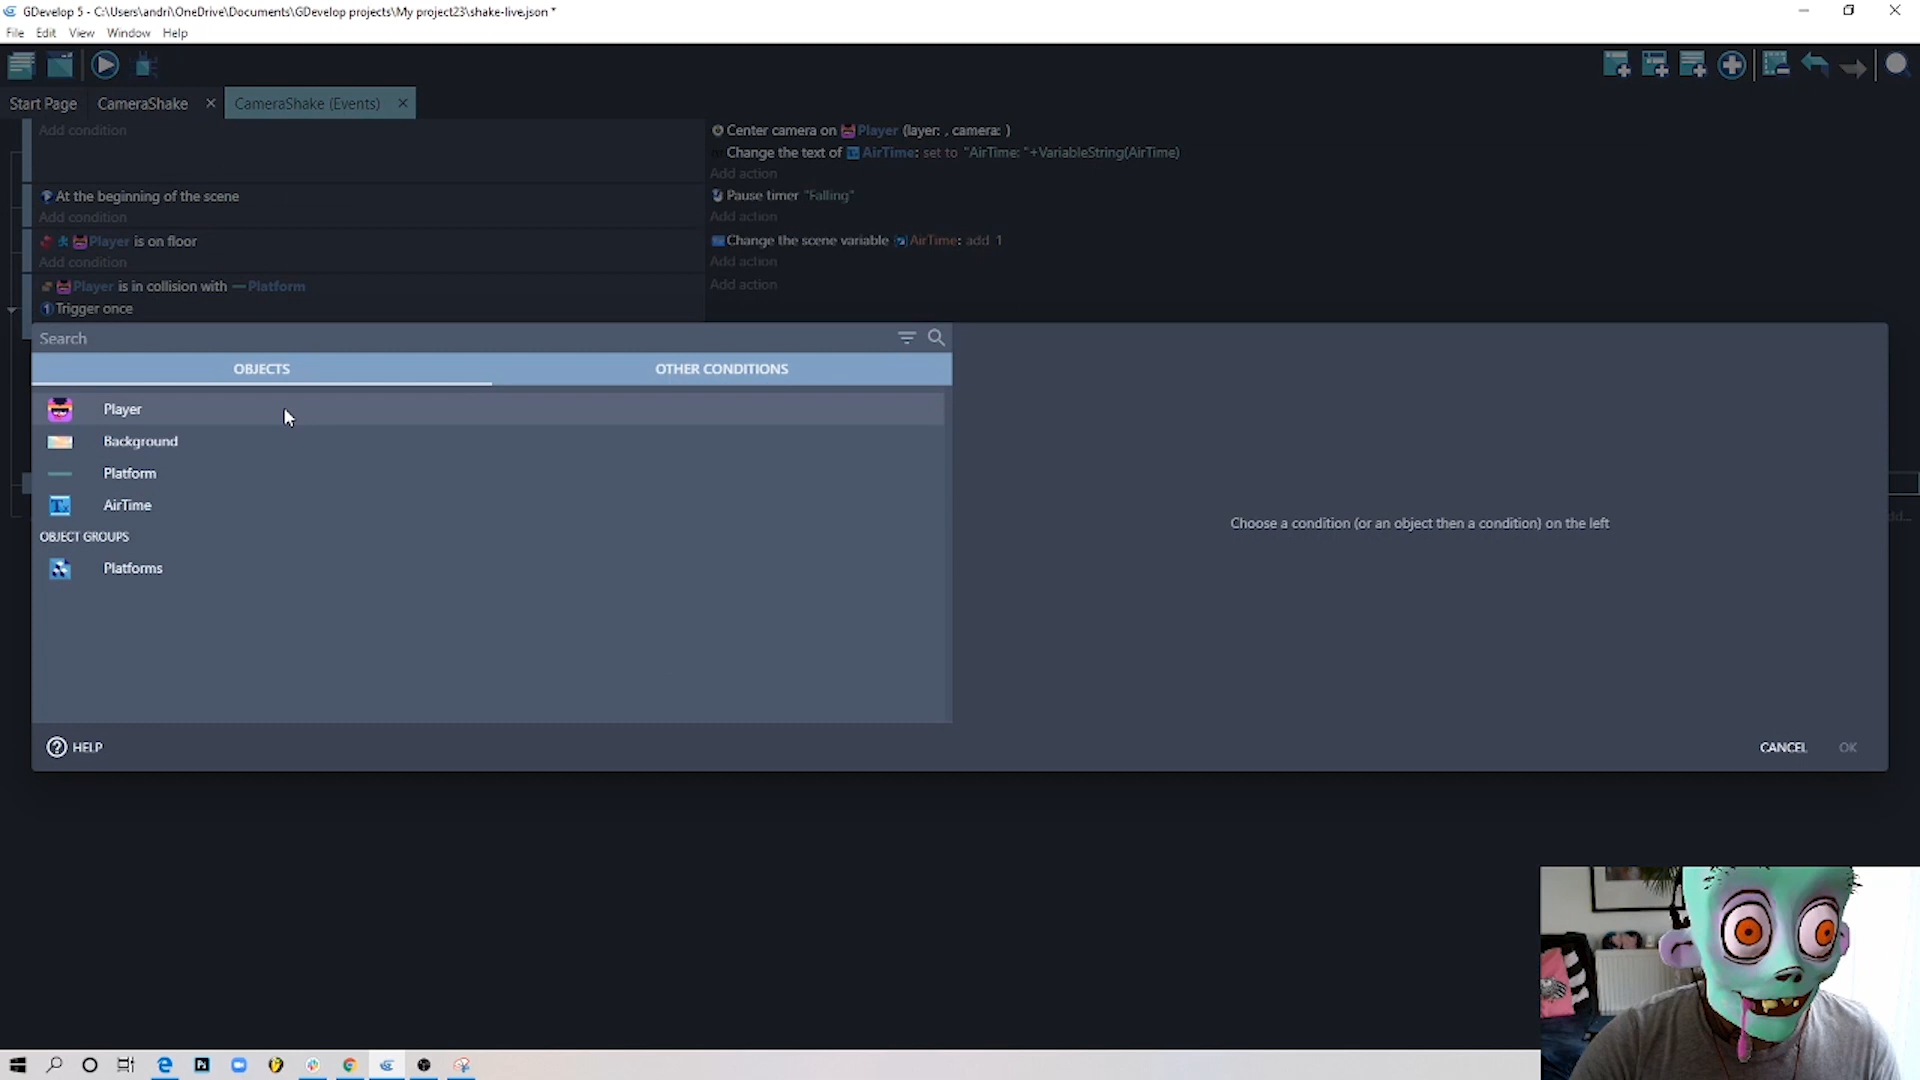 GDevelop 5 - C:\Users\andri\OneDrive\Documents\GDevelop projects\My project23\shake-live.json *
File Edit View Window Help
Start Page CameraShake × CameraShake (Events) ×
Add condition
Center camera on Player (layer: , camera: )
Change the text of AirTime: set to "AirTime: "+VariableString(AirTime)
Add action
At the beginning of the scene
Pause timer "Falling"
Add condition
Add action
Player is on floor
Change the scene variable AirTime: add 1
Add condition
Add action
Player is in collision with Platform
Add action
Trigger once
Search
OBJECTS
OTHER CONDITIONS
Player
Background
Platform
AirTime
OBJECT GROUPS
Platforms
Choose a condition (or an object then a condition) on the left
HELP
CANCEL
OK